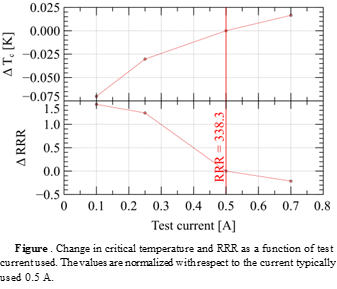 0.025
0.000
−0.025
−0.050
−0.075
Δ T_c [K]
1.5
1.0
0.5
0.0
−0.5
Δ RRR
RRR = 338.3
0 0.1 0.2 0.3 0.4 0.5 0.6 0.7 0.8
Test current [A]
Figure . Change in critical temperature and RRR as a function of test
current used. The values are normalized with respect to the current typically
used 0.5 A.